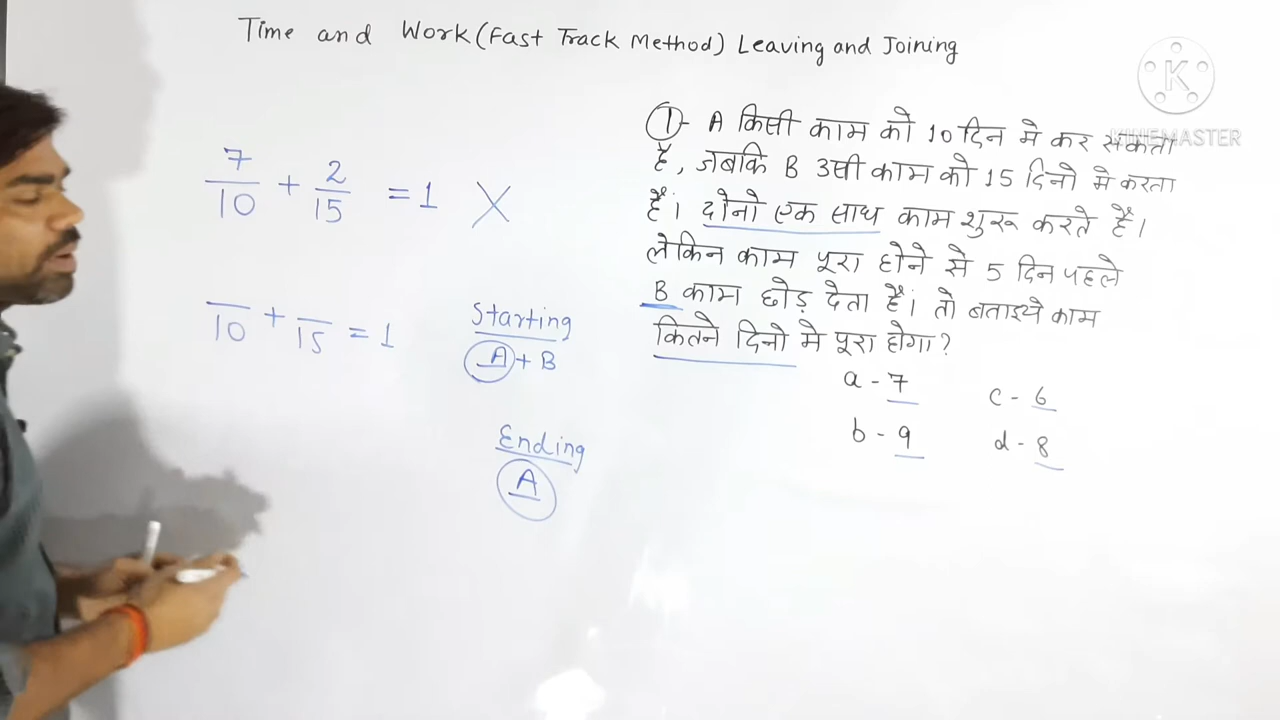 Time and Work (Fast Track Method) Leaving and Joining
K
KINEMASTER
7/10 + 2/15 = 1 X
/10 + /15 = 1
Starting
A + B
Ending
A
1- A किसी काम को 10 दिन मे कर सकता
है, जबकि B उसी काम को 15 दिनो मे करता
हैं। दोनो एक साथ काम शुरू करते हैं।
लेकिन काम पूरा होने से 5 दिन पहले
B काम छोड़ देता हैं। तो बताइये काम
कितने दिनो मे पूरा होगा?
a - 7 c - 6
b - 9 d - 8